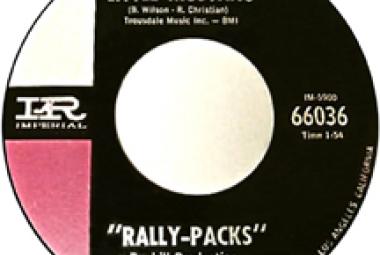 (B. Wilson - R. Christian)
Trousdale Music Inc. — BMI
IR
IMPERIAL
IM-5900
66036
Time 1:54
"RALLY-PACKS"
LOS ANGELES CALIFORNIA